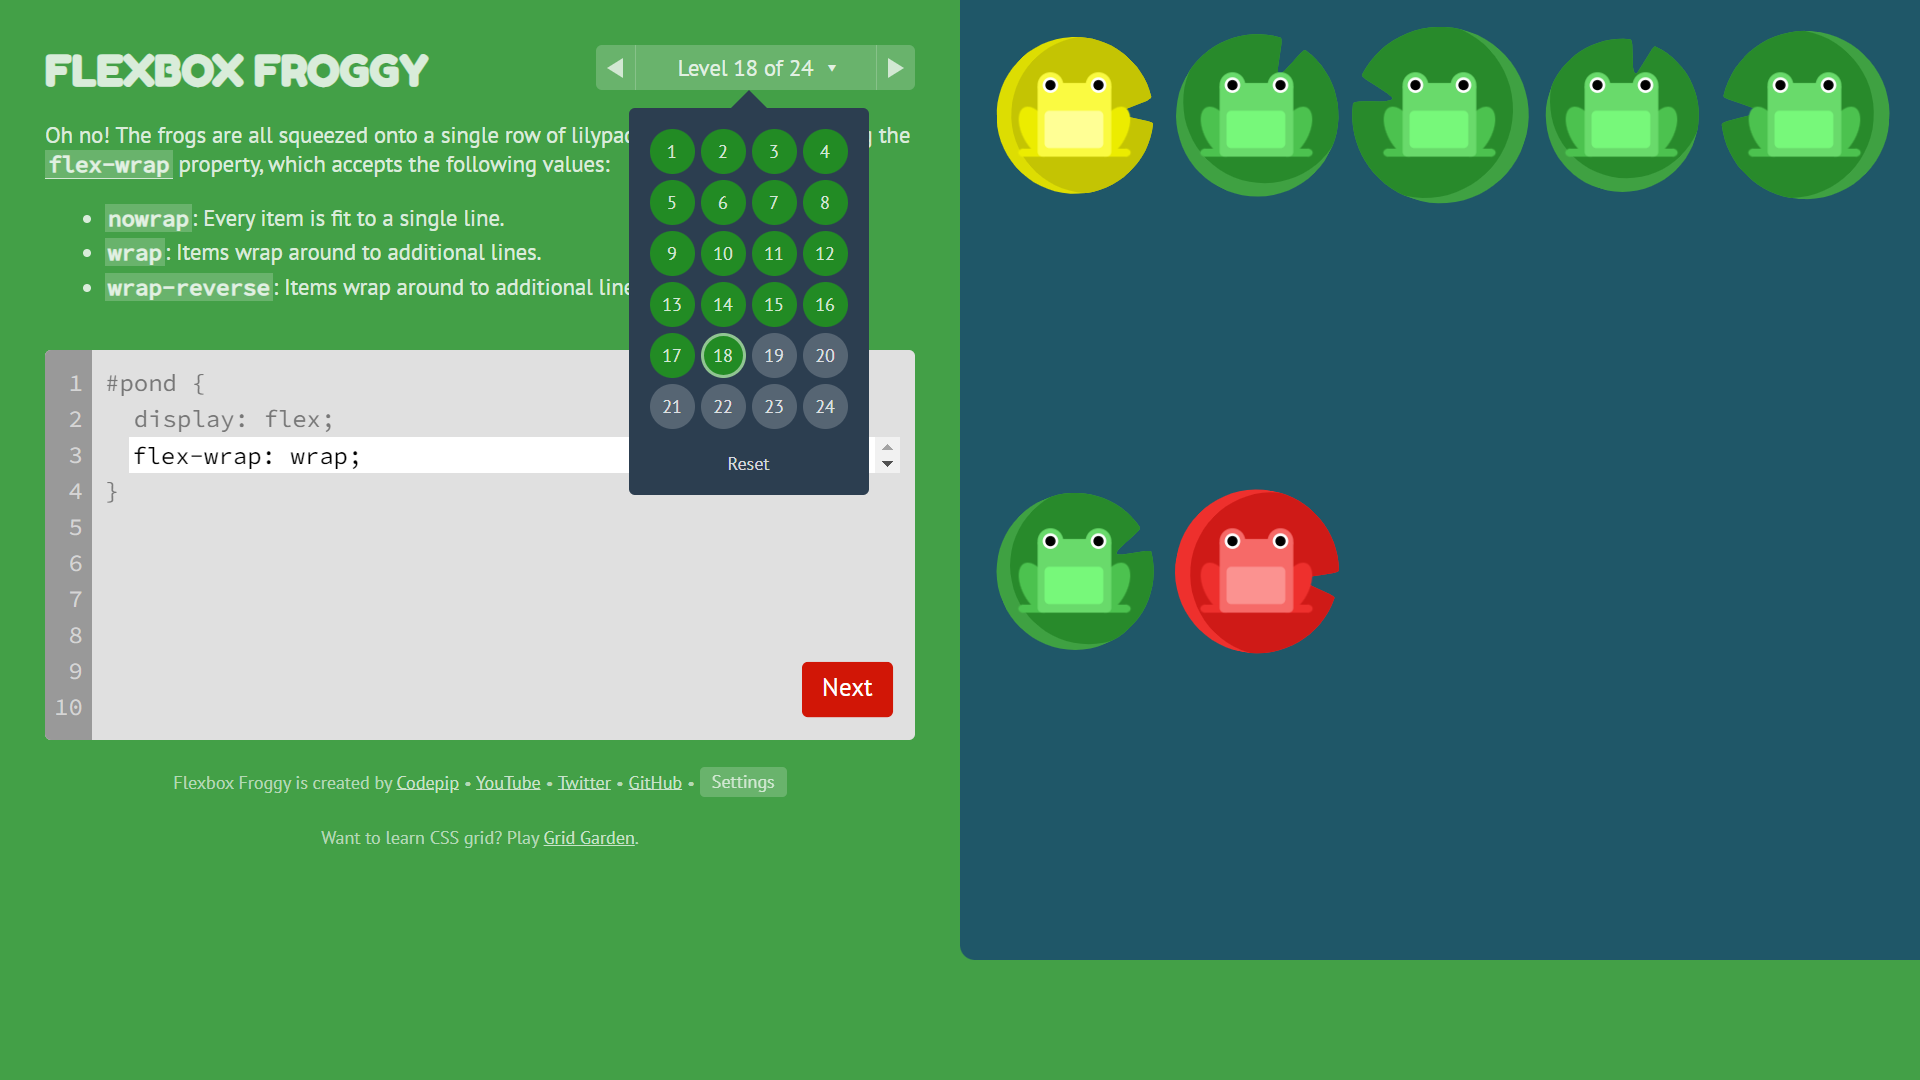 FLEXBOX FROGGY
Level 18 of 24
Oh no! The frogs are all squeezed onto a single row of the
flex-wrap property, which accepts the following values:
nowrap: Every item is fit to a single line.
wrap: Items wrap around to additional lines.
wrap-reverse: Items wrap around to additional
1 2 3 4
5 6 7 8
9 10 11 12
13 14 15 16
17 18 19 20
21 22 23 24
Reset
1 #pond {
2 display: flex;
3 flex-wrap: wrap;
4 }
5
6
7
8
9
10
Next
Flexbox Froggy is created by Codepip • YouTube • Twitter • GitHub • Settings
Want to learn CSS grid? Play Grid Garden.